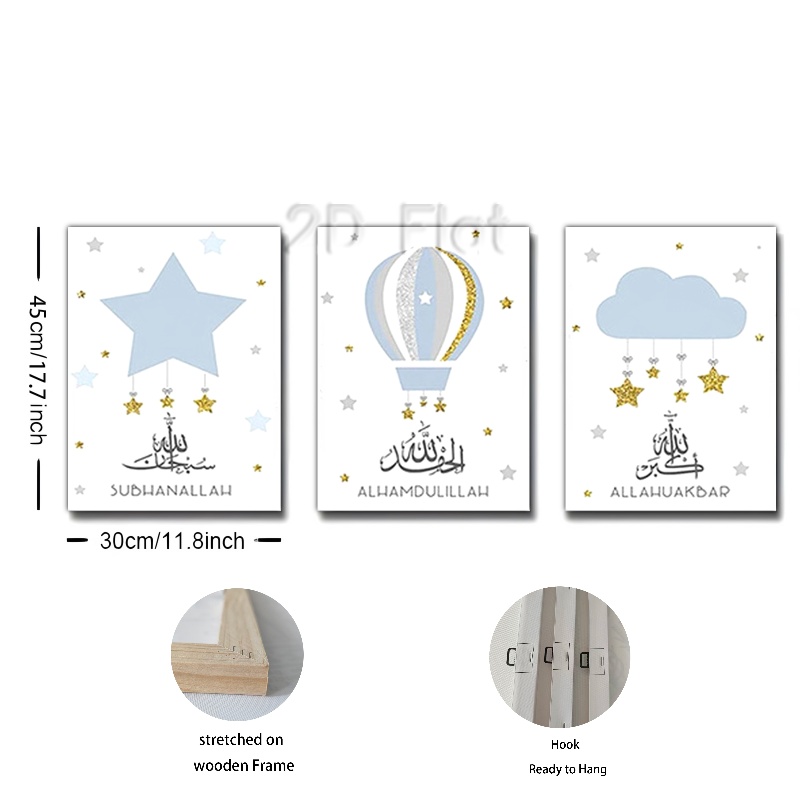 2D Flat
45cm/17.7inch
سبحان الله
SUBHANALLAH
الحمد لله
ALHAMDULILLAH
الله أكبر
ALLAHUAKBAR
30cm/11.8inch
stretched on
wooden Frame
Hook
Ready to Hang